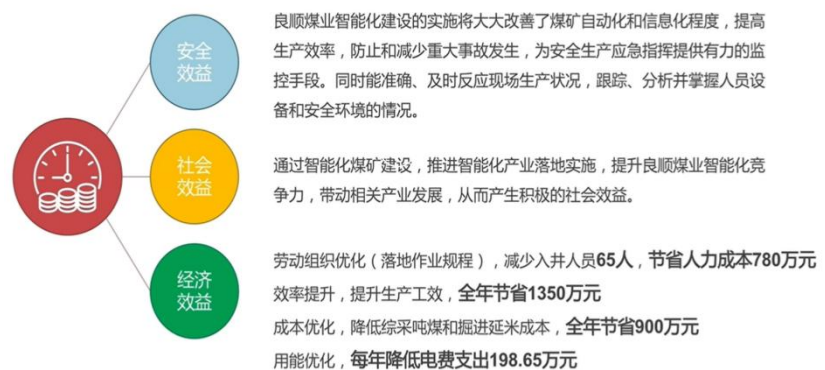 安全
效益
良顺煤业智能化建设的实施将大大改善了煤矿自动化和信息化程度，提高
生产效率，防止和减少重大事故发生，为安全生产应急指挥提供有力的监
控手段。同时能准确、及时反应现场生产状况，跟踪、分析并掌握人员设
备和安全环境的情况。
社会
效益
通过智能化煤矿建设，推进智能化产业落地实施，提升良顺煤业智能化竞
争力，带动相关产业发展，从而产生积极的社会效益。
经济
效益
劳动组织优化（落地作业规程），减少入井人员65人，节省人力成本780万元
效率提升，提升生产工效，全年节省1350万元
成本优化，降低综采吨煤和掘进延米成本，全年节省900万元
用能优化，每年降低电费支出198.65万元